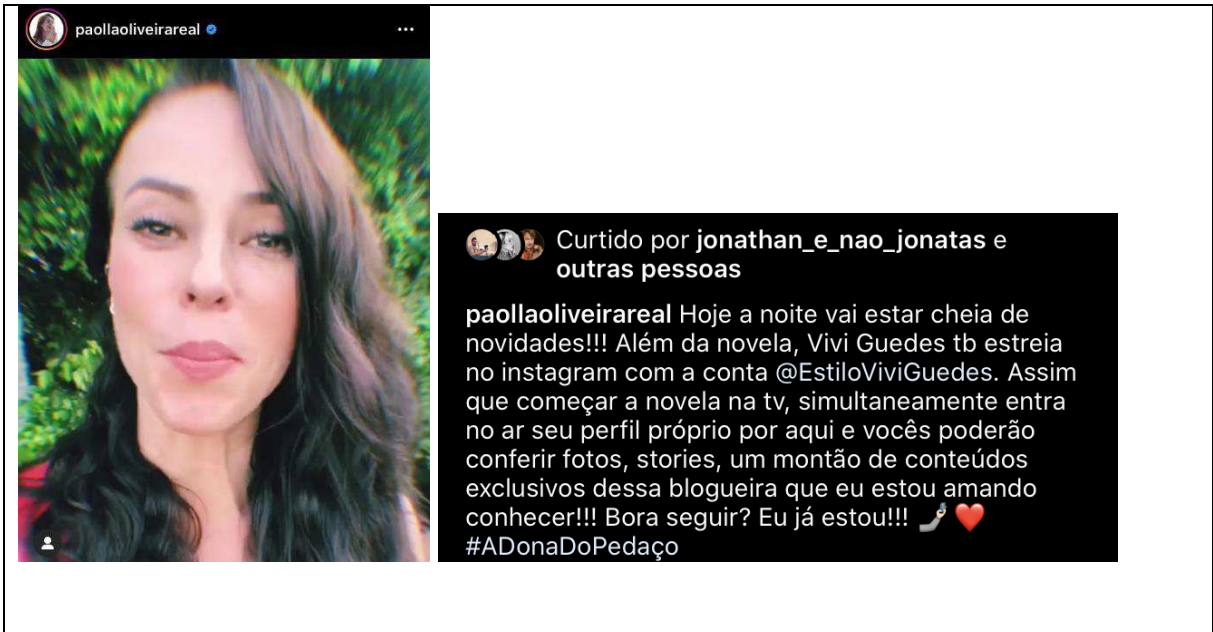 paollaoliveirareal
Curtido por jonathan_e_nao_jonatas e
outras pessoas
paollaoliveirareal Hoje a noite vai estar cheia de
novidades!!! Além da novela, Vivi Guedes tb estreia
no instagram com a conta @EstiloViviGuedes. Assim
que começar a novela na tv, simultaneamente entra
no ar seu perfil próprio por aqui e vocês poderão
conferir fotos, stories, um montão de conteúdos
exclusivos dessa blogueira que eu estou amando
conhecer!!! Bora seguir? Eu já estou!!! 🤳🏻❤️
#ADonaDoPedaço